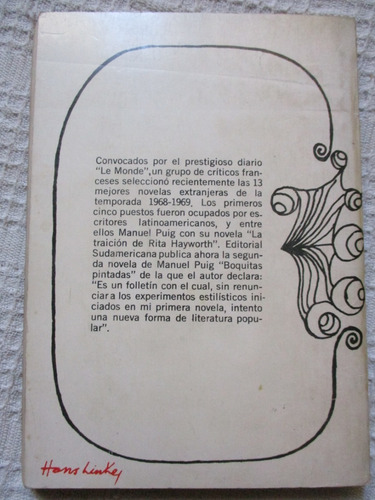 Convocados por el prestigioso diario
"Le Monde",un grupo de críticos fran-
ceses seleccionó recientemente las 13
mejores novelas extranjeras de la
temporada 1968-1969. Los primeros
cinco puestos fueron ocupados por es-
critores latinoamericanos, y entre
ellos Manuel Puig con su novela "La
traición de Rita Hayworth". Editorial
Sudamericana publica ahora la segun-
da novela de Manuel Puig "Boquitas
pintadas" de la que el autor declara:
"Es un folletín con el cual, sin renun-
ciar a los experimentos estilísticos ini-
ciados en mi primera novela, intento
una nueva forma de literatura popu-
lar".
Hans